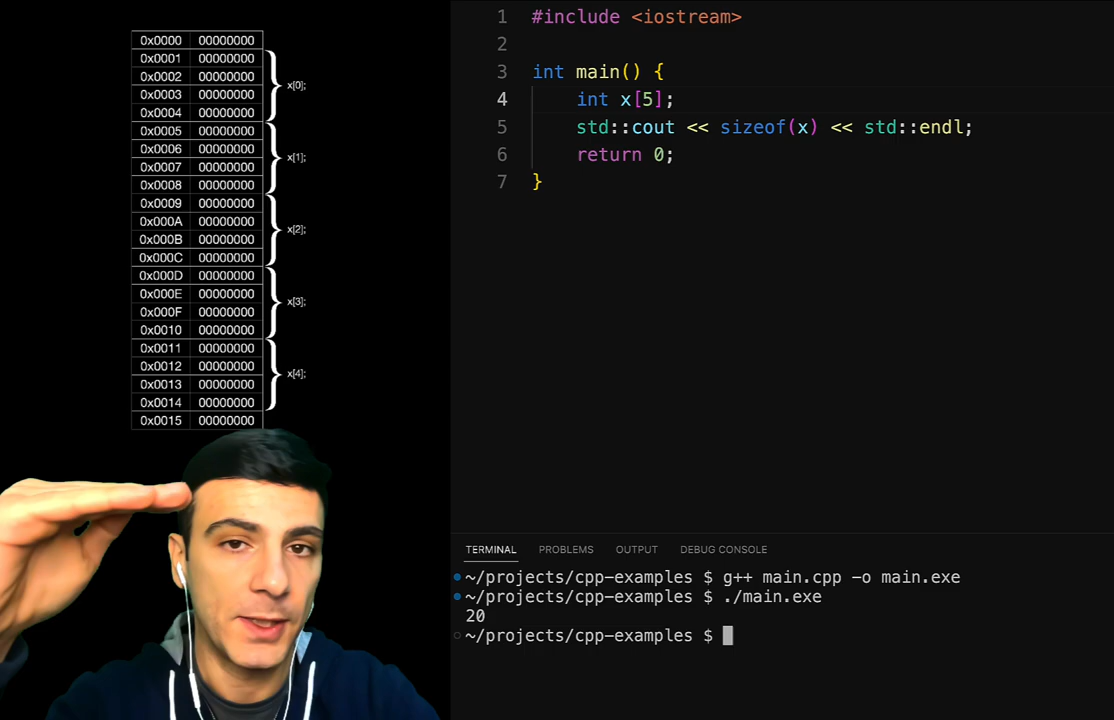 0x0000 00000000
0x0001 00000000
0x0002 00000000
x[0];
0x0003 00000000
0x0004 00000000
0x0005 00000000
0x0006 00000000
x[1];
0x0007 00000000
0x0008 00000000
0x0009 00000000
0x000A 00000000
x[2];
0x000B 00000000
0x000C 00000000
0x000D 00000000
0x000E 00000000
x[3];
0x000F 00000000
0x0010 00000000
0x0011 00000000
0x0012 00000000
x[4];
0x0013 00000000
0x0014 00000000
0x0015 00000000
1 #include <iostream>
2
3 int main() {
4 int x[5];
5 std::cout << sizeof(x) << std::endl;
6 return 0;
7 }
TERMINAL PROBLEMS OUTPUT DEBUG CONSOLE
~/projects/cpp-examples $ g++ main.cpp -o main.exe
~/projects/cpp-examples $ ./main.exe
20
~/projects/cpp-examples $